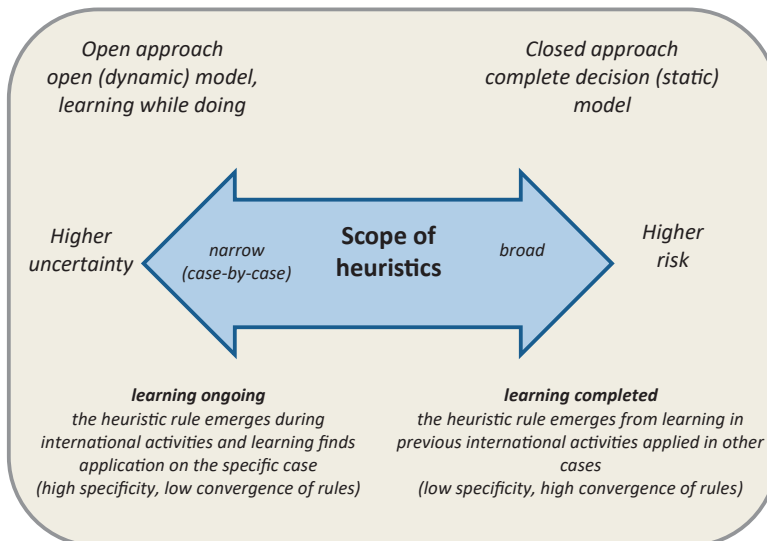 Open approach
open (dynamic) model,
learning while doing
Closed approach
complete decision (static)
model
Higher
uncertainty
narrow
(case-by-case)
Scope of
heuristics
broad
Higher
risk
learning ongoing
the heuristic rule emerges during
international activities and learning finds
application on the specific case
(high specificity, low convergence of rules)
learning completed
the heuristic rule emerges from learning in
previous international activities applied in other
cases
(low specificity, high convergence of rules)